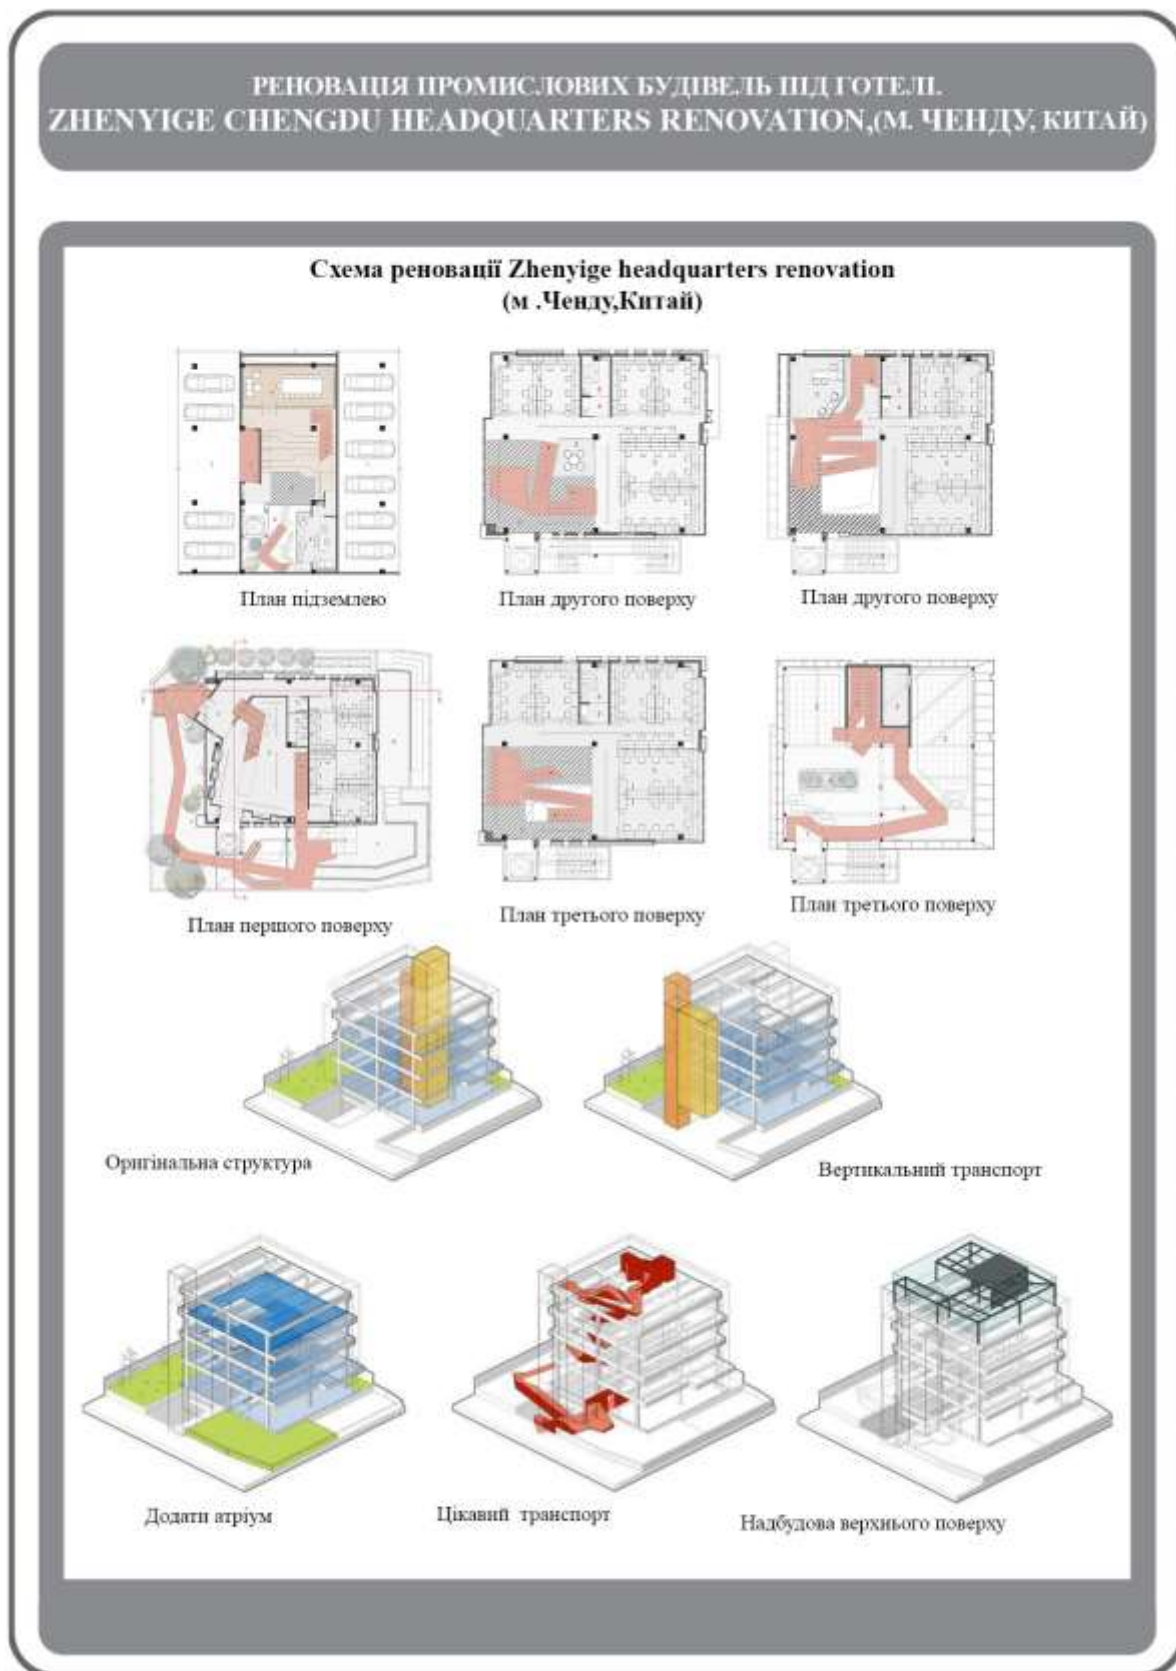 РЕНОВАЦІЯ ПРОМИСЛОВИХ БУДІВЕЛЬ ПІД ГОТЕЛІ.
ZHENYIGE CHENGDU HEADQUARTERS RENOVATION,(М. ЧЕНДУ, КИТАЙ)
Схема реновації Zhenyige headquarters renovation
(м .Ченду,Китай)
План підземлею
План другого поверху
План другого поверху
План першого поверху
План третього поверху
План третього поверху
Оригінальна структура
Вертикальний транспорт
Додати атріум
Цікавий транспорт
Надбудова верхнього поверху